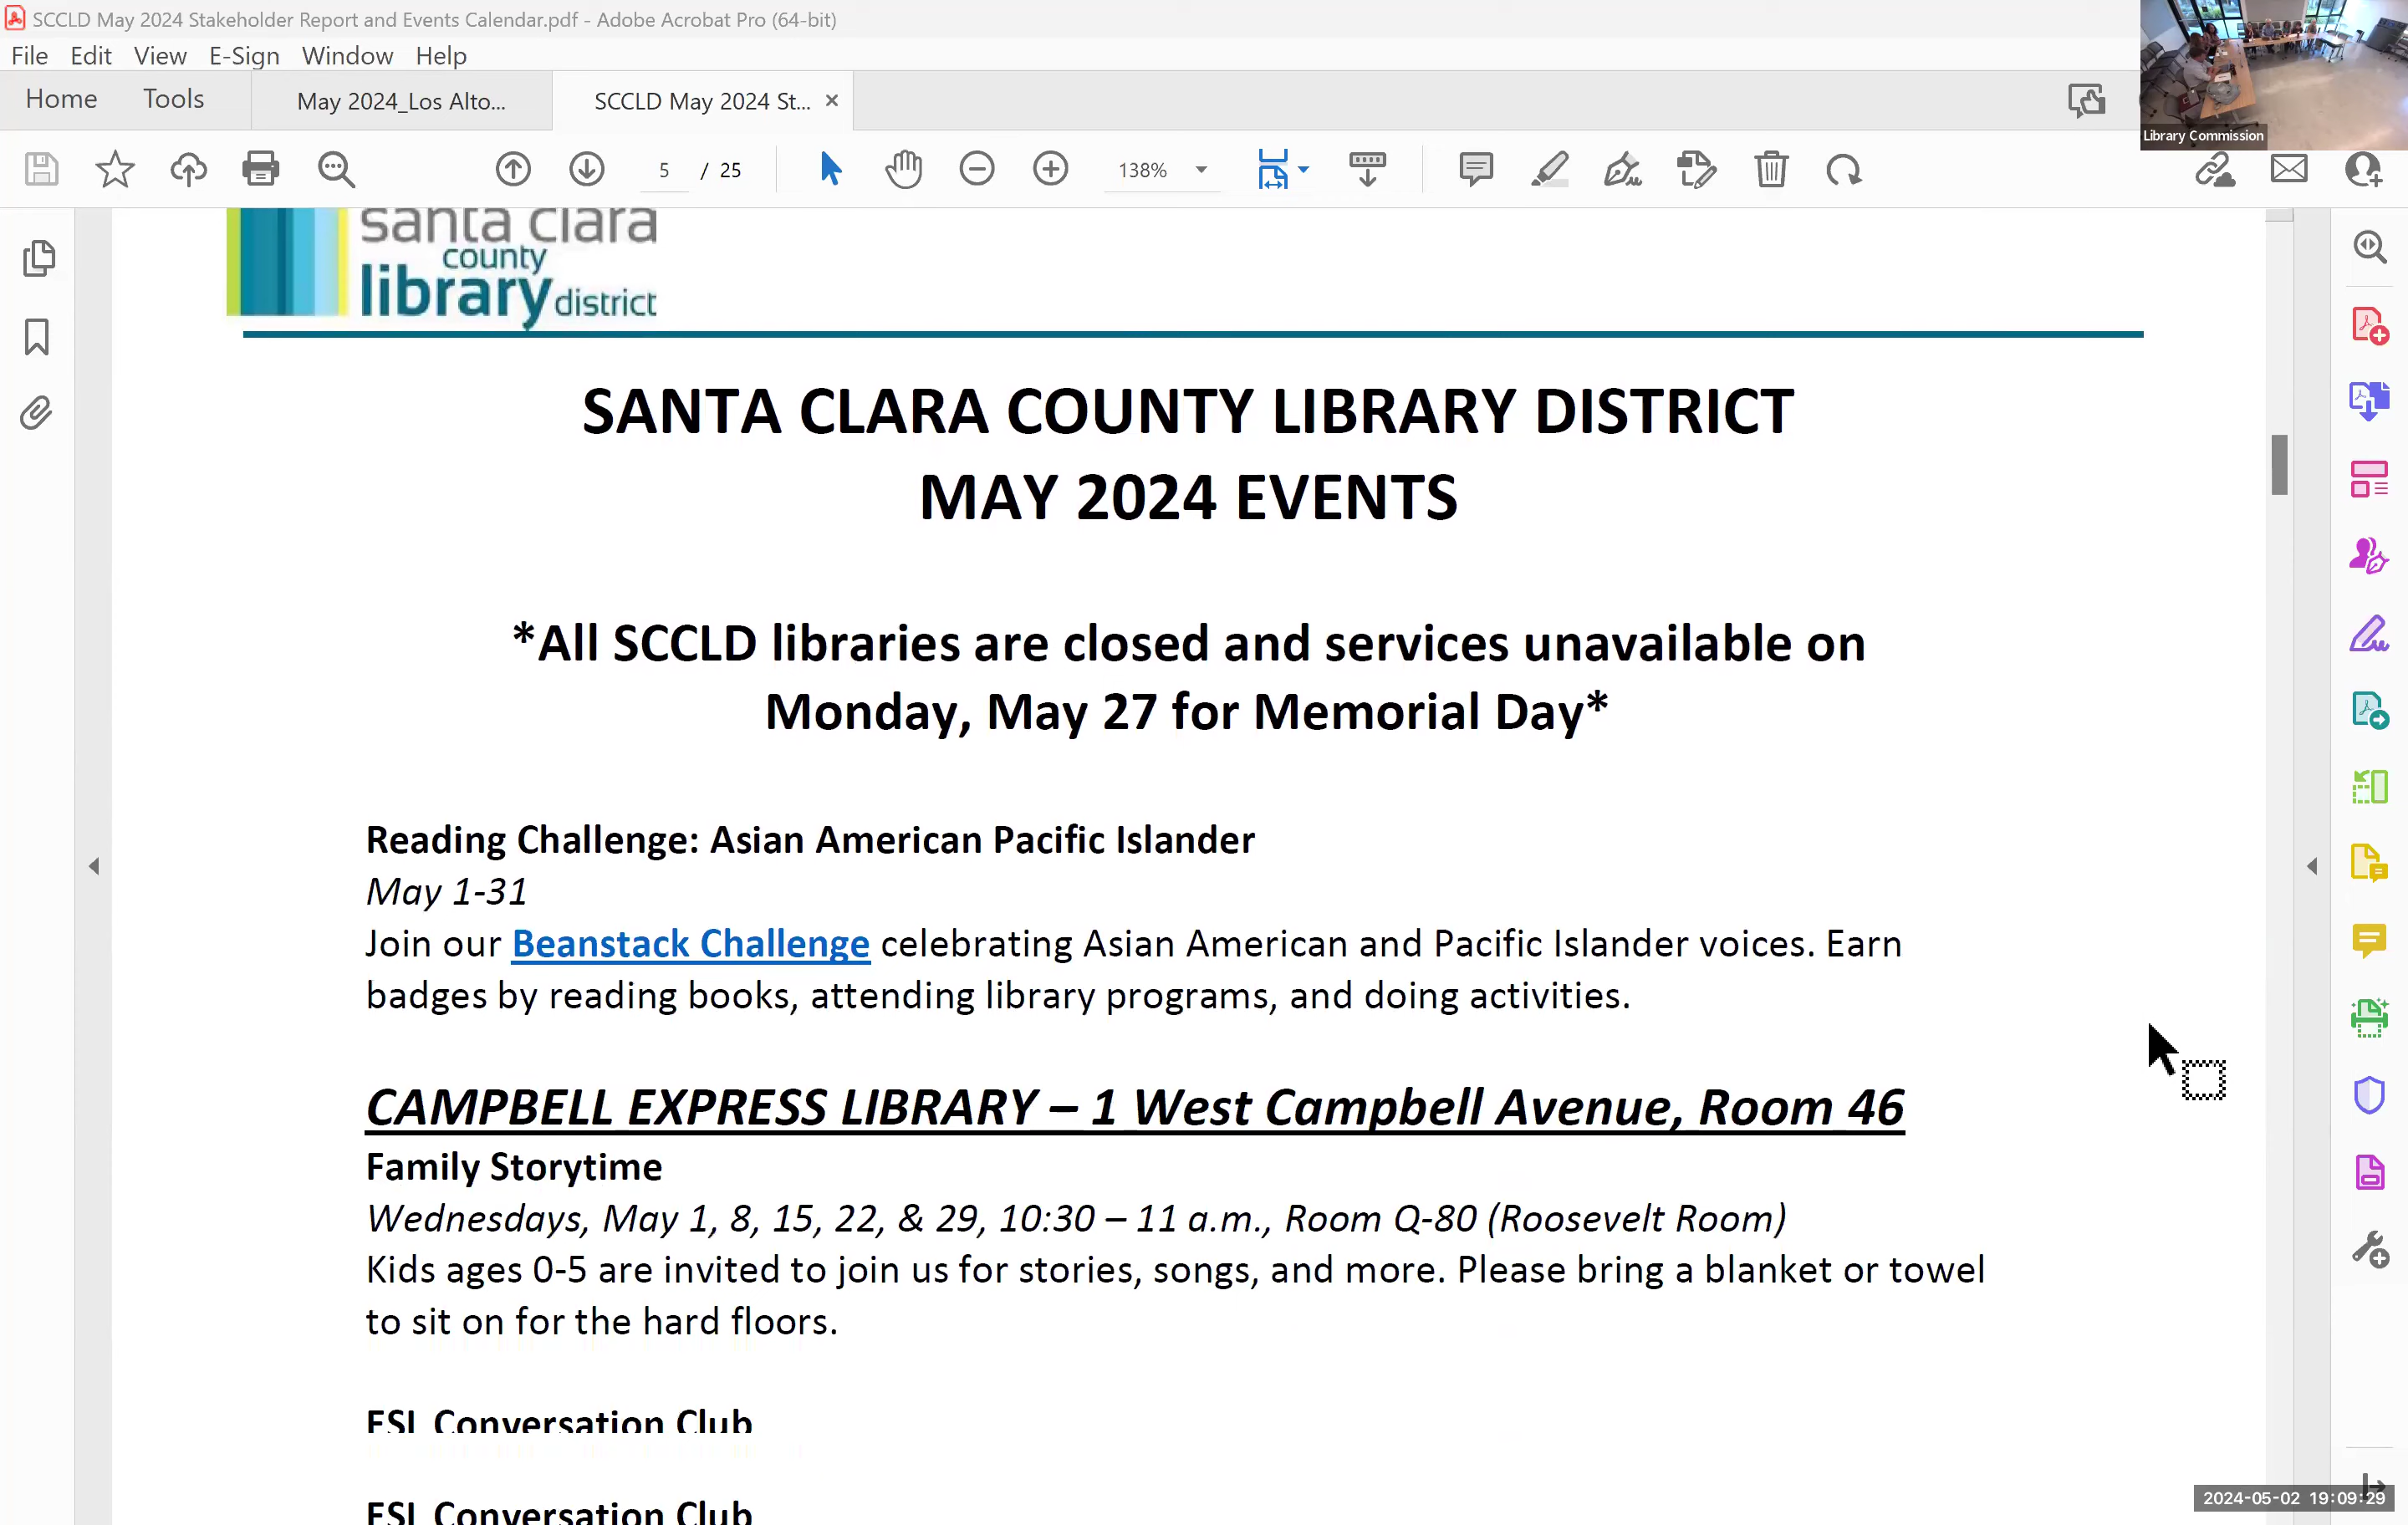 SCCLD May 2024 Stakeholder Report and Events Calendar.pdf - Adobe Acrobat Pro (64-bit)
File Edit View E-Sign Window Help
Home Tools May 2024_Los Alto... SCCLD May 2024 St...
Library Commission
5 / 25 138%
santa clara
county
library district
SANTA CLARA COUNTY LIBRARY DISTRICT
MAY 2024 EVENTS
*All SCCLD libraries are closed and services unavailable on
Monday, May 27 for Memorial Day*
Reading Challenge: Asian American Pacific Islander
May 1-31
Join our Beanstack Challenge celebrating Asian American and Pacific Islander voices. Earn
badges by reading books, attending library programs, and doing activities.
CAMPBELL EXPRESS LIBRARY – 1 West Campbell Avenue, Room 46
Family Storytime
Wednesdays, May 1, 8, 15, 22, & 29, 10:30 – 11 a.m., Room Q-80 (Roosevelt Room)
Kids ages 0-5 are invited to join us for stories, songs, and more. Please bring a blanket or towel
to sit on for the hard floors.
ESL Conversation Club
ESL Conversation Club
2024-05-02 19:09:29